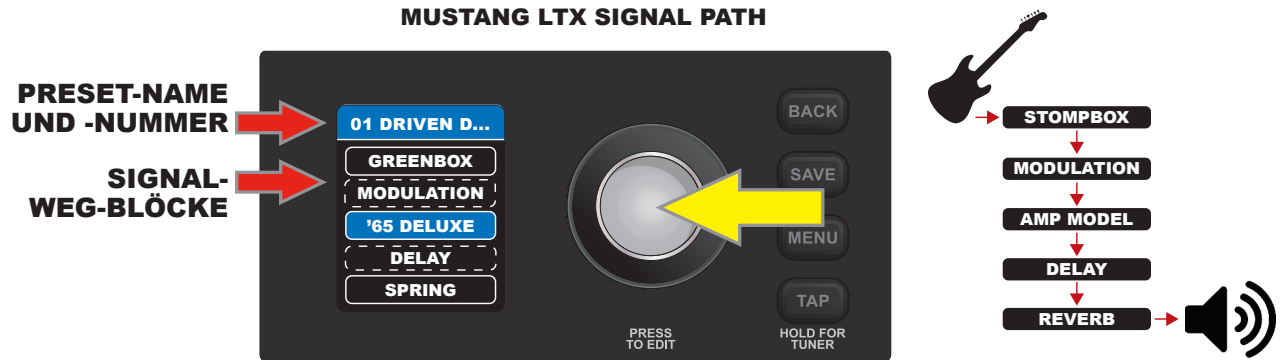 MUSTANG LTX SIGNAL PATH
PRESET-NAME
UND -NUMMER
SIGNAL-
WEG-BLÖCKE
01 DRIVEN D...
GREENBOX
MODULATION
’65 DELUXE
DELAY
SPRING
PRESS
TO EDIT
BACK
SAVE
MENU
TAP
HOLD FOR
TUNER
STOMPBOX
MODULATION
AMP MODEL
DELAY
REVERB